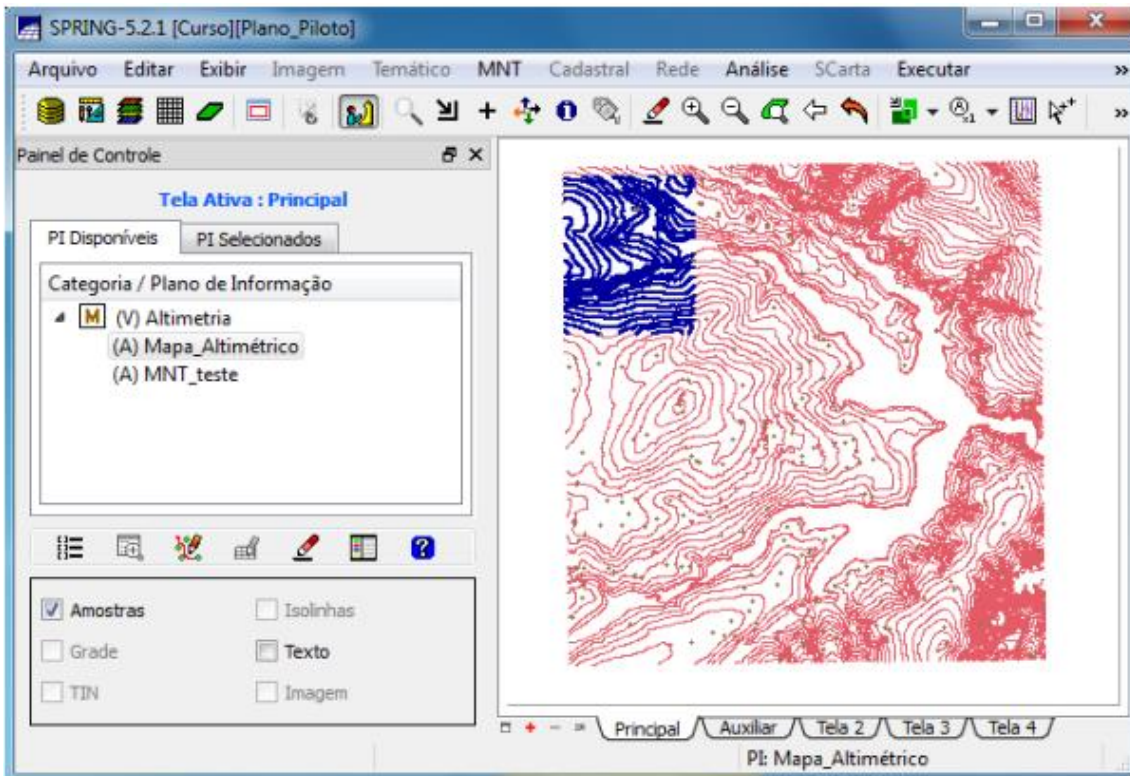 SPRING-5.2.1 [Curso][Plano_Piloto]
Arquivo Editar Exibir Imagem Temático MNT Cadastral Rede Análise SCarta Executar »
»
Painel de Controle
Tela Ativa : Principal
PI Disponíveis PI Selecionados
Categoria / Plano de Informação
M (V) Altimetria
(A) Mapa_Altimétrico
(A) MNT_teste
Amostras Isolinhas
Grade Texto
TIN Imagem
Principal Auxiliar Tela 2 Tela 3 Tela 4
PI: Mapa_Altimétrico